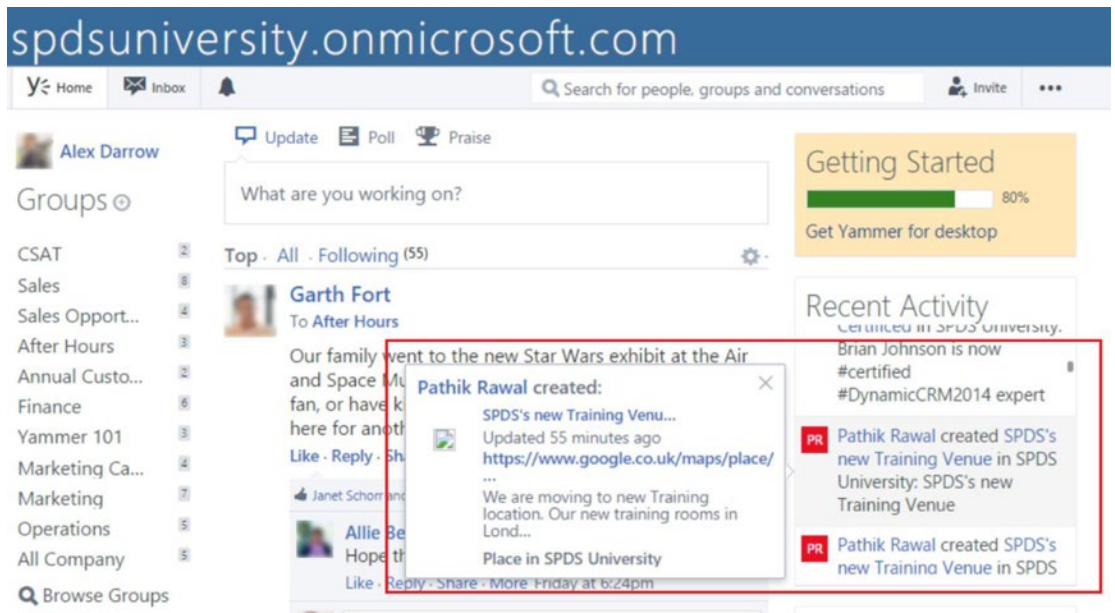 spdsuniversity.onmicrosoft.com
Home Inbox Search for people, groups and conversations Invite
Alex Darrow
Groups
CSAT 2
Sales 8
Sales Opport... 4
After Hours 3
Annual Custo... 2
Finance 6
Yammer 101 3
Marketing Ca... 4
Marketing 7
Operations 5
All Company 5
Browse Groups
Update Poll Praise
What are you working on?
Top · All · Following (55)
Garth Fort
To After Hours
Our family went to the new Star Wars exhibit at the Air
and Space Mu
fan, or have k
here for anoth
Like · Reply · Sh
Janet Schorr and
Allie Be
Hope th
Like · Reply · Share · More Friday at 6:24pm
Pathik Rawal created:
SPDS's new Training Venu...
Updated 55 minutes ago
https://www.google.co.uk/maps/place/
...
We are moving to new Training
location. Our new training rooms in
Lond...
Place in SPDS University
Getting Started
80%
Get Yammer for desktop
Recent Activity
Certificed in SPDS University:
Brian Johnson is now
#certified
#DynamicCRM2014 expert
PR Pathik Rawal created SPDS's
new Training Venue in SPDS
University: SPDS's new
Training Venue
PR Pathik Rawal created SPDS's
new Training Venue in SPDS